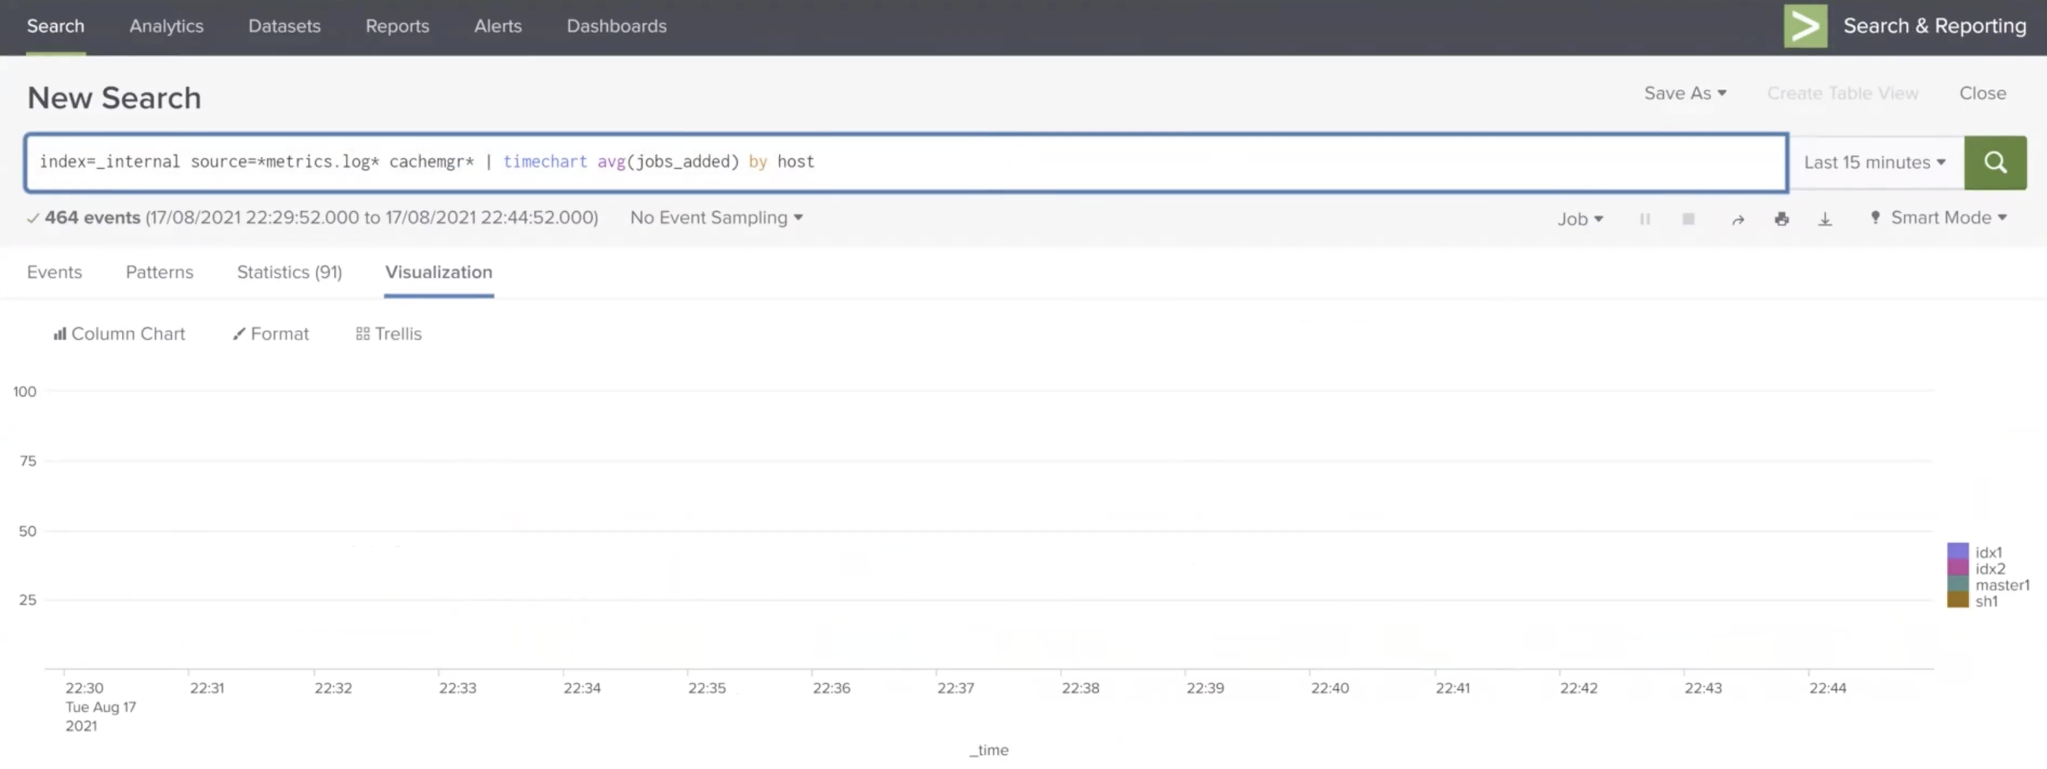 Search Analytics Datasets Reports Alerts Dashboards Search & Reporting
New Search Save As Create Table View Close
index=_internal source=*metrics.log* cachemgr* | timechart avg(jobs_added) by host Last 15 minutes
464 events (17/08/2021 22:29:52.000 to 17/08/2021 22:44:52.000) No Event Sampling Job Smart Mode
Events Patterns Statistics (91) Visualization
Column Chart Format Trellis
100
75
50
25
idx1
idx2
master1
sh1
22:30 22:31 22:32 22:33 22:34 22:35 22:36 22:37 22:38 22:39 22:40 22:41 22:42 22:43 22:44
Tue Aug 17
2021
_time